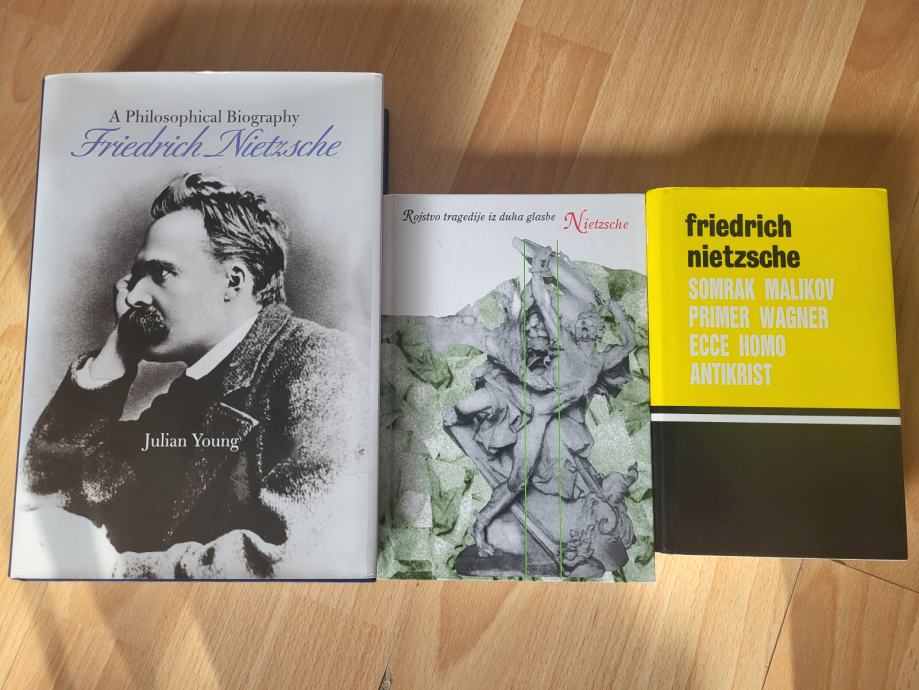 A Philosophical Biography
Friedrich Nietzsche
Julian Young
Rojstvo tragedije iz duha glasbe
Nietzsche
friedrich
nietzsche
SOMRAK MALIKOV
PRIMER WAGNER
ECCE HOMO
ANTIKRIST